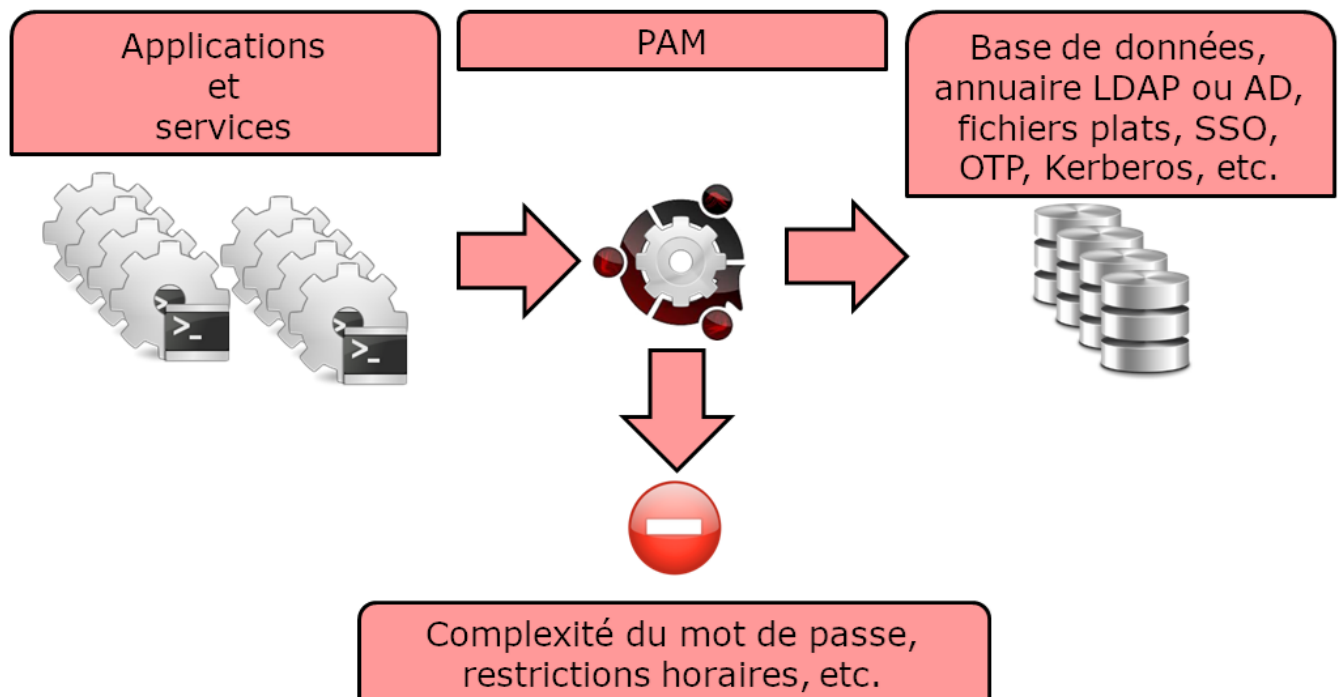 Applications
et
services
PAM
Base de données,
annuaire LDAP ou AD,
fichiers plats, SSO,
OTP, Kerberos, etc.
>_
>_
Complexité du mot de passe,
restrictions horaires, etc.